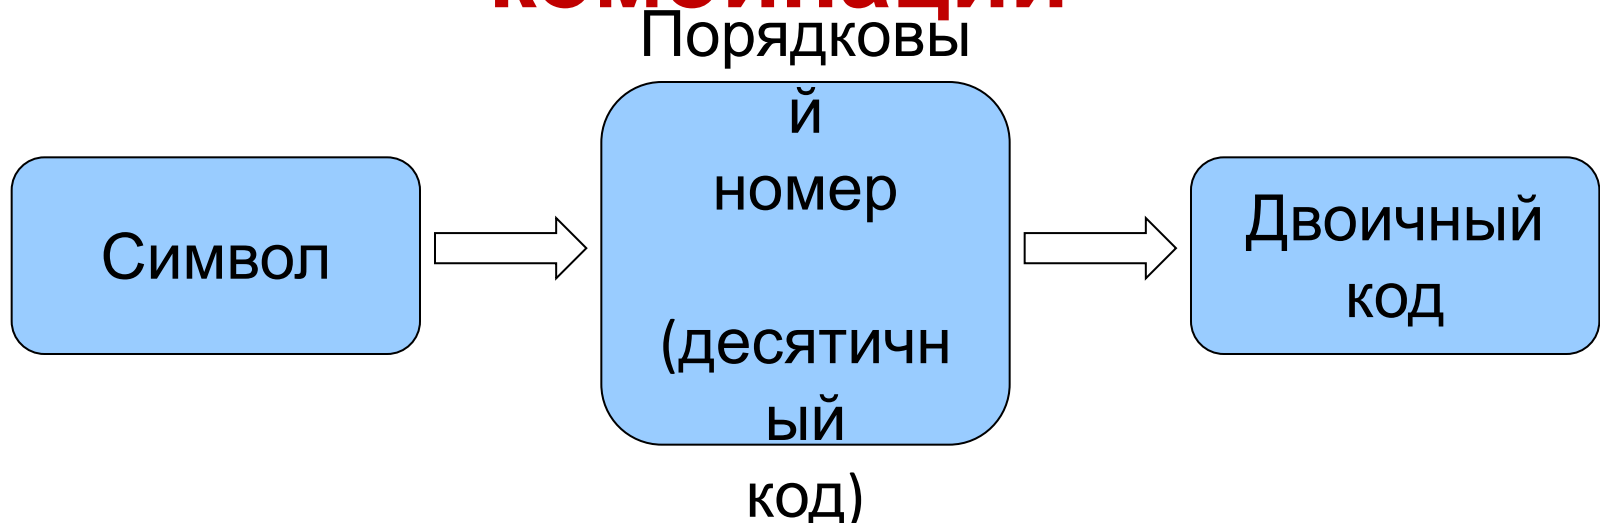 Символ
Порядковы
й
номер
(десятичн
ый
код)
Двоичный
код